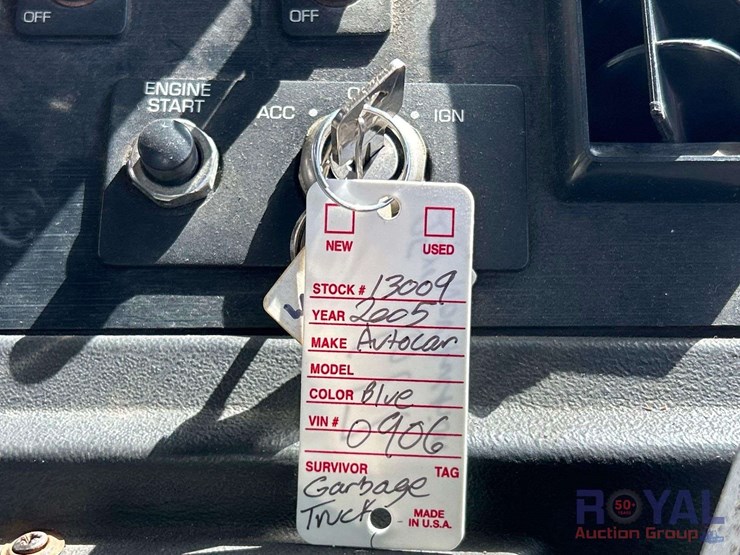 OFF
OFF
ENGINE
START
ACC
IGN
NEW
USED
STOCK # 13009
YEAR 2005
MAKE Autocar
MODEL
COLOR Blue
VIN # 0906
SURVIVOR TAG
Garbage
Truck
MADE
IN U.S.A.
50
ROYAL
Auction Group